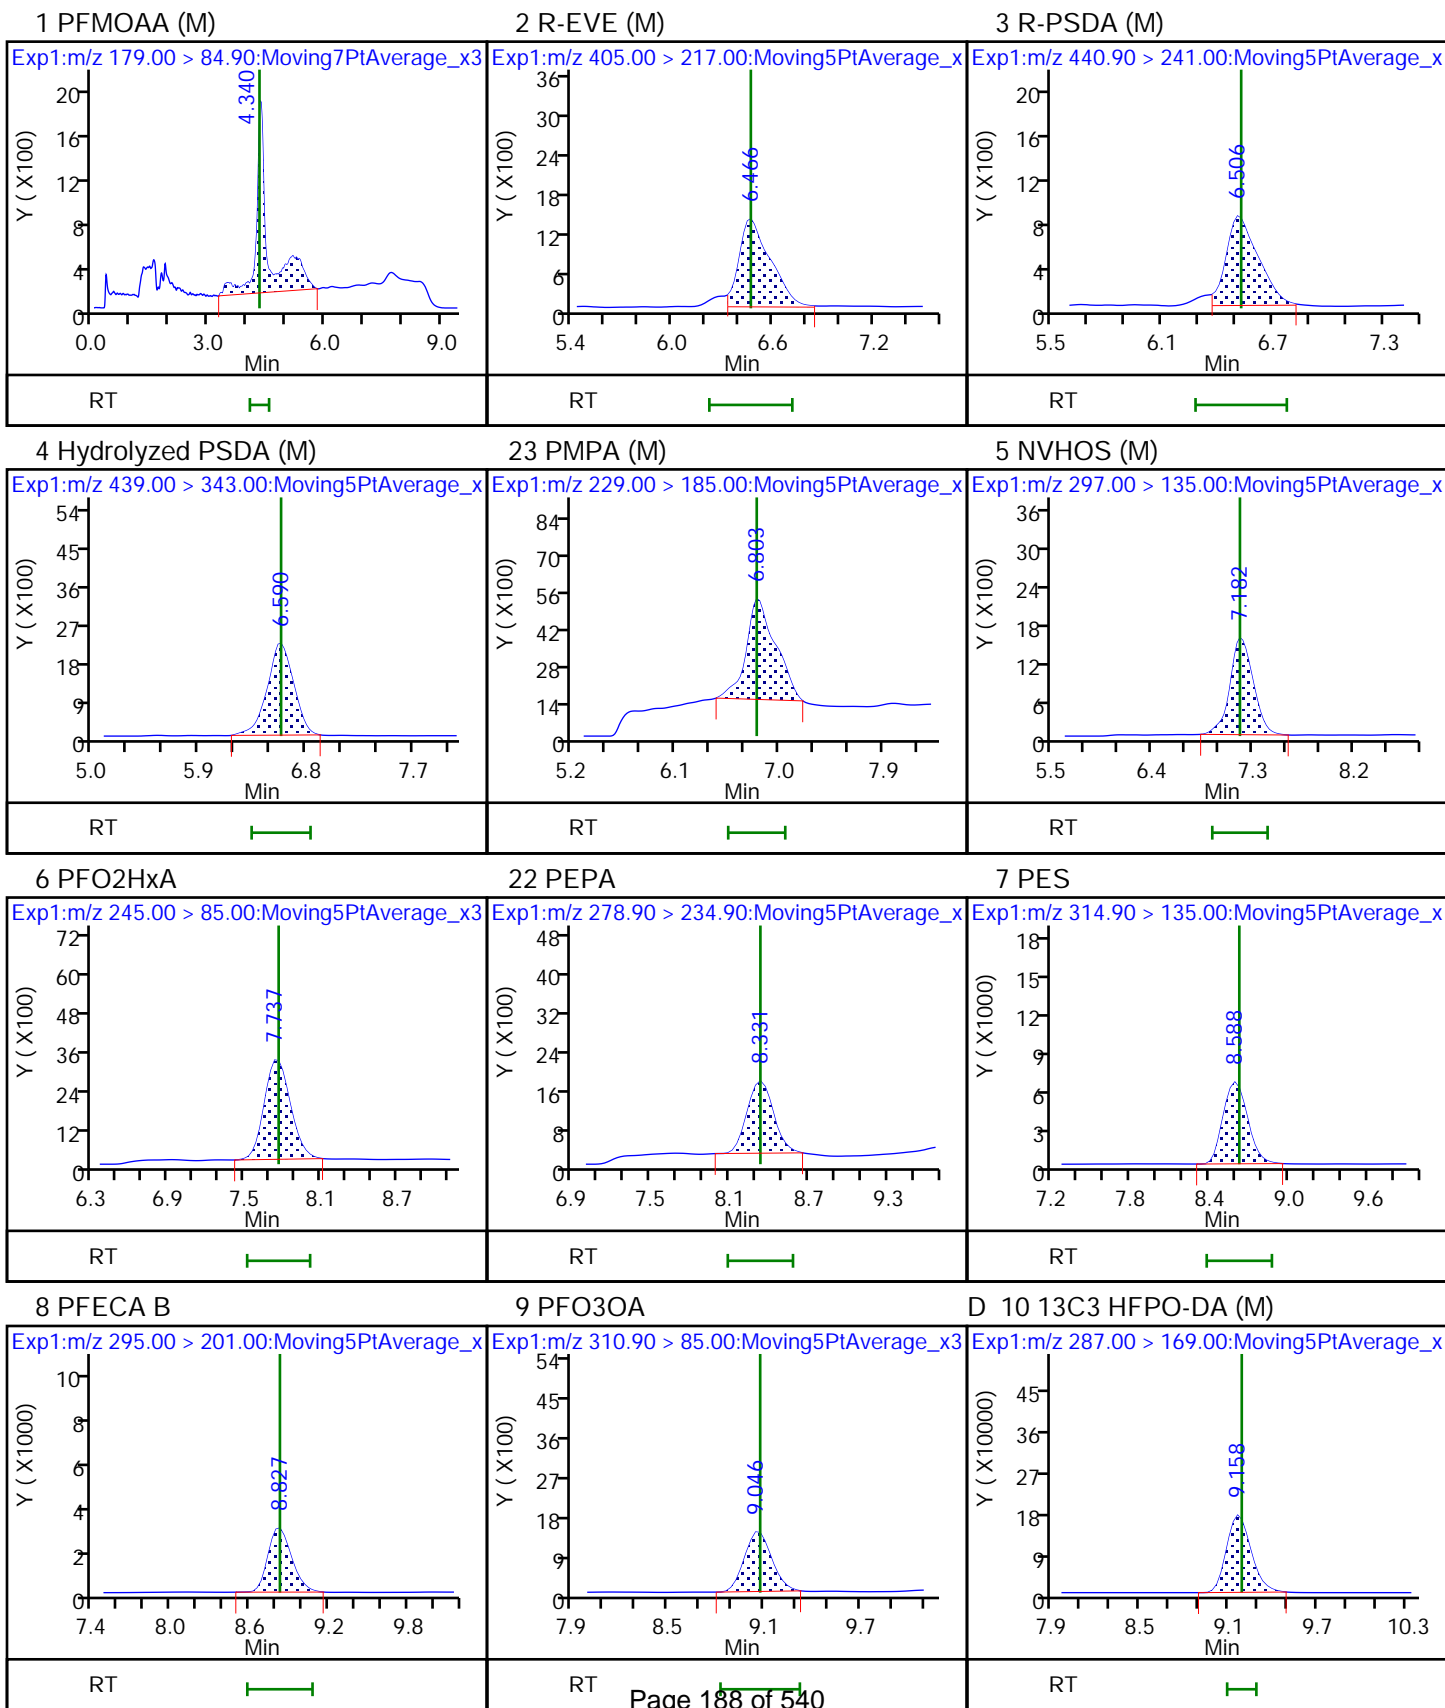 1 PFMOAA (M)
Exp1:m/z 179.00 > 84.90:Moving7PtAverage_x3
Y ( X100)
20
16
12
8
4
0
4.340
0.0 3.0 6.0 9.0
Min
RT
2 R-EVE (M)
Exp1:m/z 405.00 > 217.00:Moving5PtAverage_x
Y ( X100)
36
30
24
18
12
6
0
6.466
5.4 6.0 6.6 7.2
Min
RT
3 R-PSDA (M)
Exp1:m/z 440.90 > 241.00:Moving5PtAverage_x
Y ( X100)
20
16
12
8
4
0
6.506
5.5 6.1 6.7 7.3
Min
RT
4 Hydrolyzed PSDA (M)
Exp1:m/z 439.00 > 343.00:Moving5PtAverage_x
Y ( X100)
54
45
36
27
18
9
0
6.590
5.0 5.9 6.8 7.7
Min
RT
23 PMPA (M)
Exp1:m/z 229.00 > 185.00:Moving5PtAverage_x
Y ( X100)
84
70
56
42
28
14
0
6.803
5.2 6.1 7.0 7.9
Min
RT
5 NVHOS (M)
Exp1:m/z 297.00 > 135.00:Moving5PtAverage_x
Y ( X100)
36
30
24
18
12
6
0
7.182
5.5 6.4 7.3 8.2
Min
RT
6 PFO2HxA
Exp1:m/z 245.00 > 85.00:Moving5PtAverage_x3
Y ( X100)
72
60
48
36
24
12
0
7.737
6.3 6.9 7.5 8.1 8.7
Min
RT
22 PEPA
Exp1:m/z 278.90 > 234.90:Moving5PtAverage_x
Y ( X100)
48
40
32
24
16
8
0
8.331
6.9 7.5 8.1 8.7 9.3
Min
RT
7 PES
Exp1:m/z 314.90 > 135.00:Moving5PtAverage_x
Y ( X1000)
18
15
12
9
6
3
0
8.588
7.2 7.8 8.4 9.0 9.6
Min
RT
8 PFECA B
Exp1:m/z 295.00 > 201.00:Moving5PtAverage_x
Y ( X1000)
10
8
6
4
2
0
8.827
7.4 8.0 8.6 9.2 9.8
Min
RT
9 PFO3OA
Exp1:m/z 310.90 > 85.00:Moving5PtAverage_x3
Y ( X100)
54
45
36
27
18
9
0
9.046
7.9 8.5 9.1 9.7
Min
RT
D 10 13C3 HFPO-DA (M)
Exp1:m/z 287.00 > 169.00:Moving5PtAverage_x
Y ( X10000)
45
36
27
18
9
0
9.158
7.9 8.5 9.1 9.7 10.3
Min
RT
Page 188 of 540